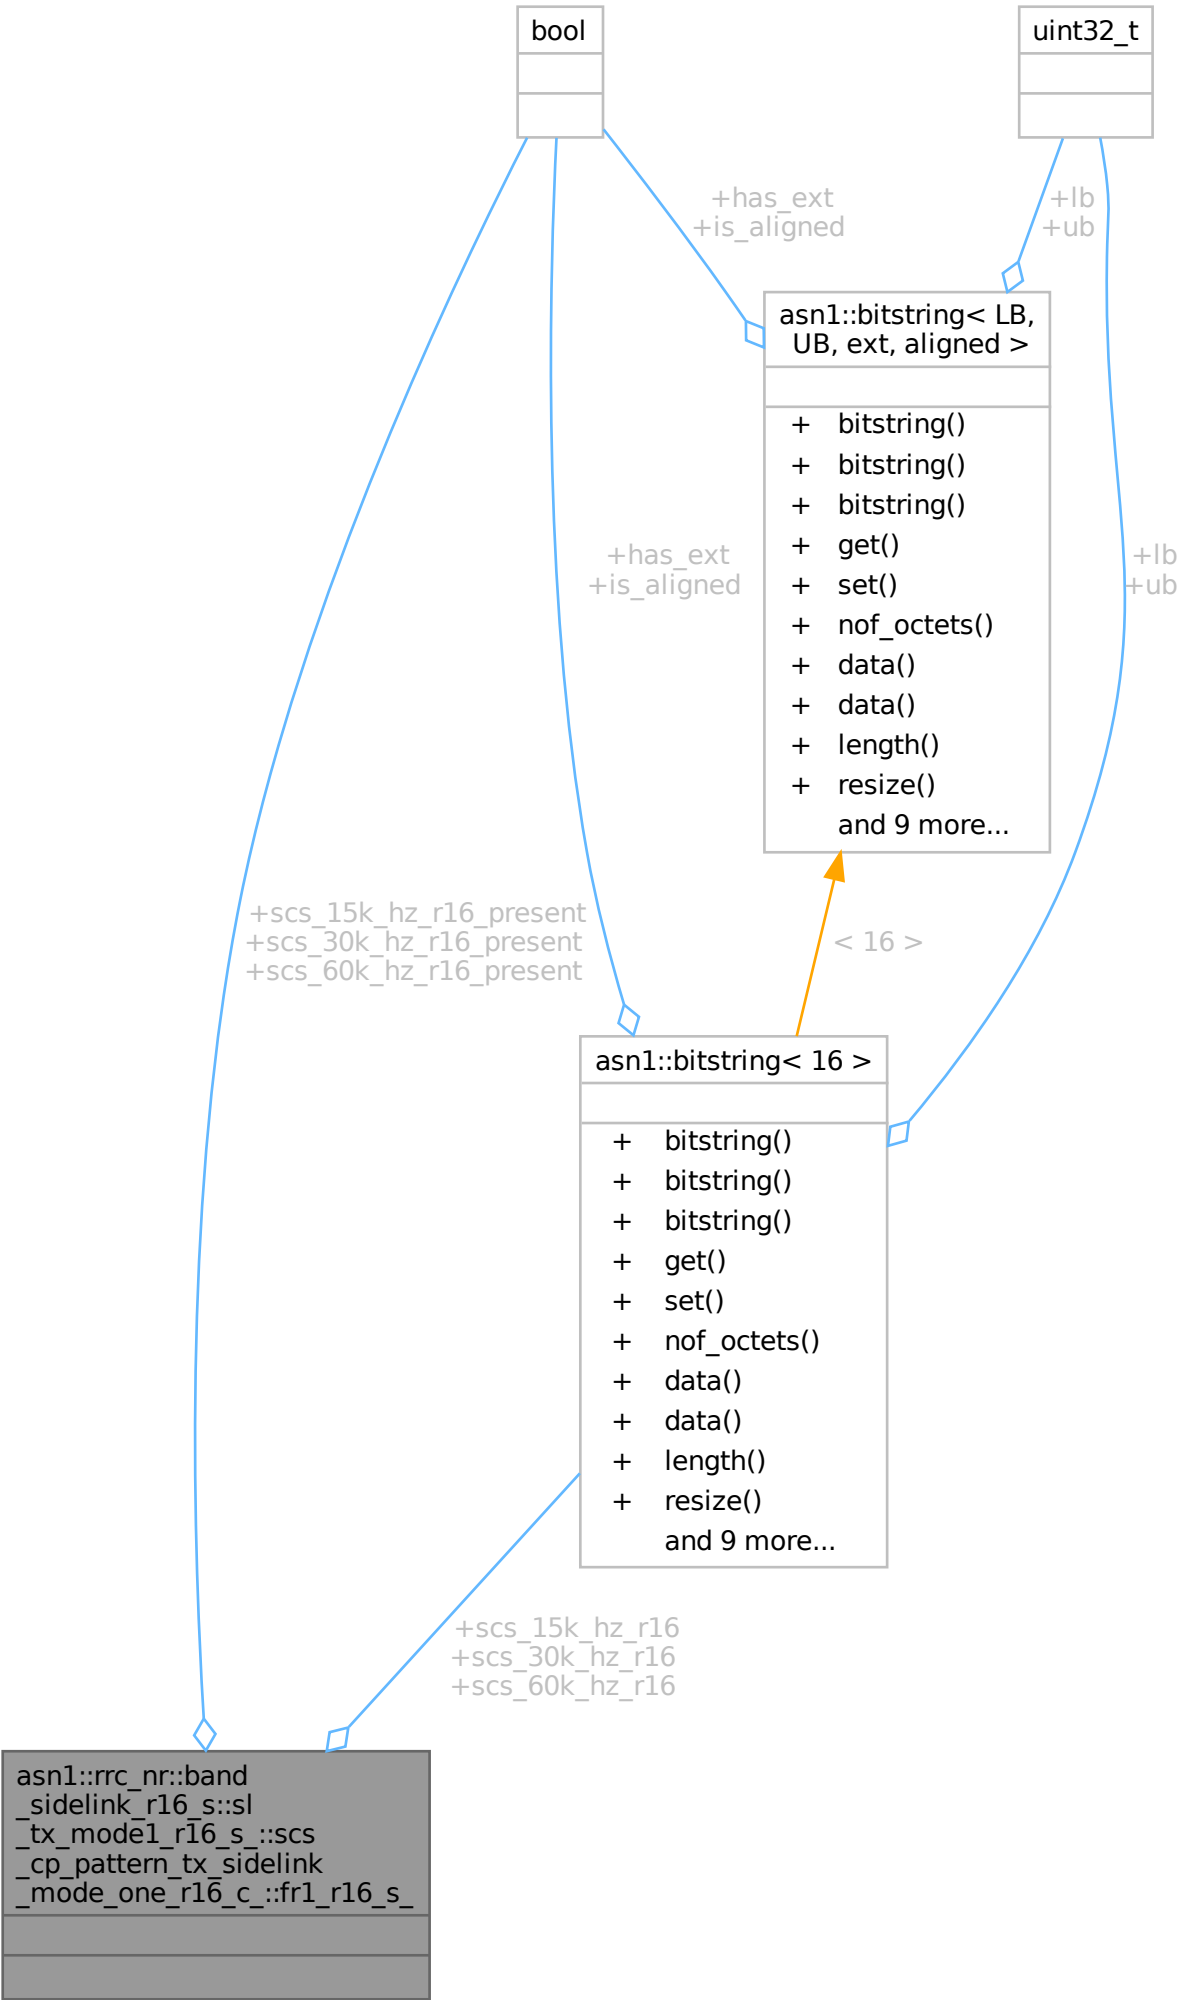 bool
uint32_t
+has_ext
+is_aligned
+lb
+ub
asn1::bitstring< LB,
UB, ext, aligned >
+ bitstring()
+ bitstring()
+ bitstring()
+ get()
+ set()
+ nof_octets()
+ data()
+ data()
+ length()
+ resize()
and 9 more...
+has_ext
+is_aligned
+lb
+ub
+scs_15k_hz_r16_present
+scs_30k_hz_r16_present
+scs_60k_hz_r16_present
< 16 >
asn1::bitstring< 16 >
+ bitstring()
+ bitstring()
+ bitstring()
+ get()
+ set()
+ nof_octets()
+ data()
+ data()
+ length()
+ resize()
and 9 more...
+scs_15k_hz_r16
+scs_30k_hz_r16
+scs_60k_hz_r16
asn1::rrc_nr::band
_sidelink_r16_s::sl
_tx_mode1_r16_s_::scs
_cp_pattern_tx_sidelink
_mode_one_r16_c_::fr1_r16_s_